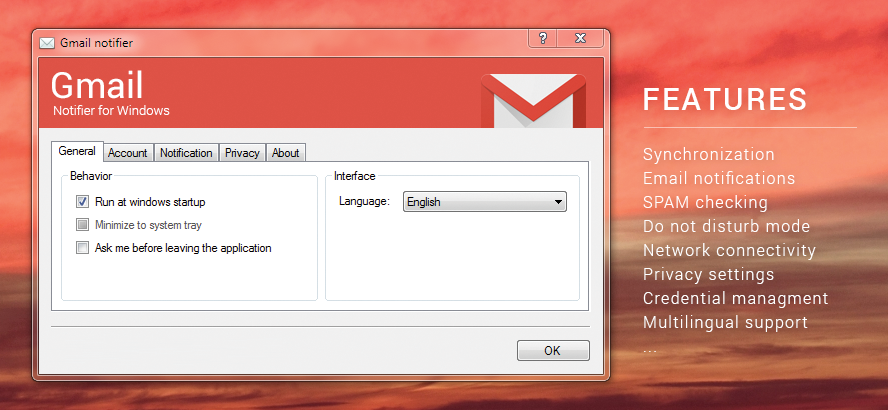 Gmail notifier
?
Gmail
Notifier for Windows
General Account Notification Privacy About
Behavior
Run at windows startup
Minimize to system tray
Ask me before leaving the application
Interface
Language: English
OK
FEATURES
Synchronization
Email notifications
SPAM checking
Do not disturb mode
Network connectivity
Privacy settings
Credential managment
Multilingual support
...